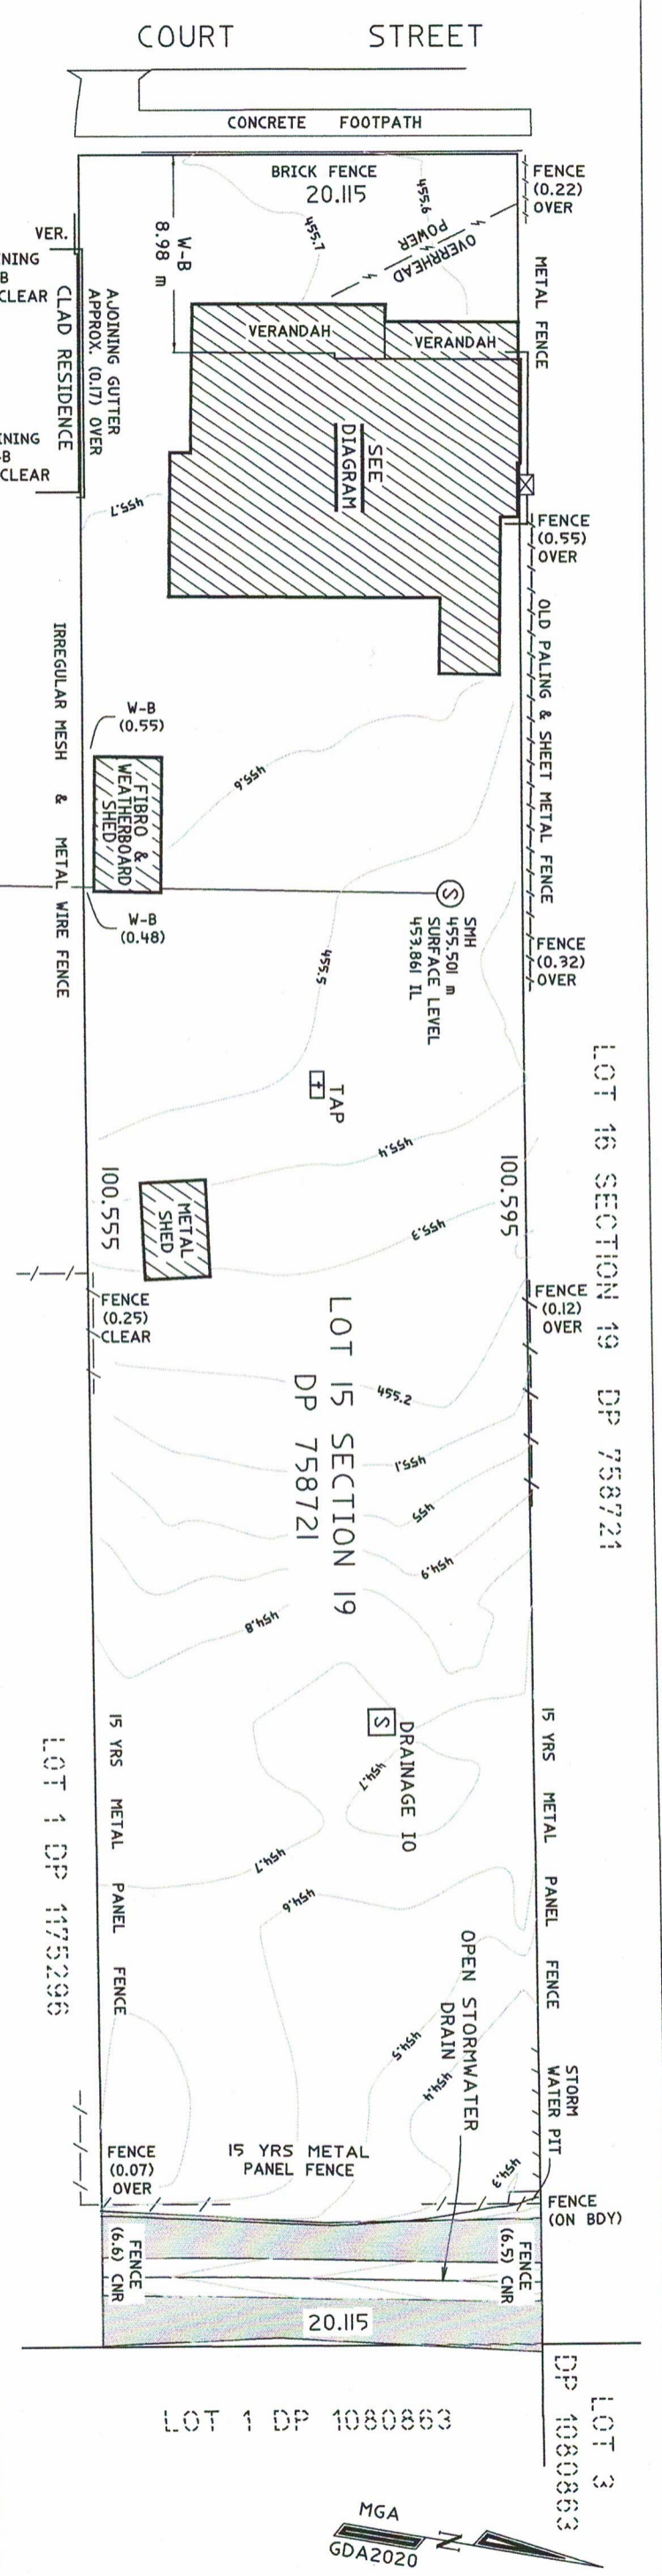 COURT STREET
CONCRETE FOOTPATH
BRICK FENCE
20.115
FENCE
(0.22)
OVER
455.6
455.7
OVERHEAD
POWER
W-B
8.98 m
VER.
NING
B
CLEAR
CLAD RESIDENCE
AJOINING GUTTER
APPROX. (0.17) OVER
METAL FENCE
VERANDAH
VERANDAH
SEE
DIAGRAM
NING
-B
CLEAR
455.7
FENCE
(0.55)
OVER
OLD PALING & SHEET METAL FENCE
IRREGULAR MESH & METAL WIRE FENCE
W-B
(0.55)
455.6
FIBRO &
WEATHERBOARD
SHED
W-B
(0.48)
S
SMH
455.501 m
SURFACE LEVEL
453.861 IL
FENCE
(0.32)
OVER
455.5
TAP
LOT 16 SECTION 19 DP 758721
455.4
100.595
100.555
METAL
SHED
455.3
FENCE
(0.25)
CLEAR
FENCE
(0.12)
OVER
LOT 15 SECTION 19
DP 758721
455.2
455.1
455
454.9
454.8
S
DRAINAGE IO
454.7
15 YRS METAL PANEL FENCE
15 YRS METAL PANEL FENCE
LOT 1 DP 1175296
454.7
454.6
OPEN STORMWATER
DRAIN
454.5
454.4
STORM
WATER PIT
454.3
15 YRS METAL
PANEL FENCE
FENCE
(0.07)
OVER
FENCE
(ON BDY)
FENCE
(6.6) CNR
FENCE
(6.5) CNR
20.115
LOT 1 DP 1080863
LOT 3
DP 1080863
MGA
N
GDA2020